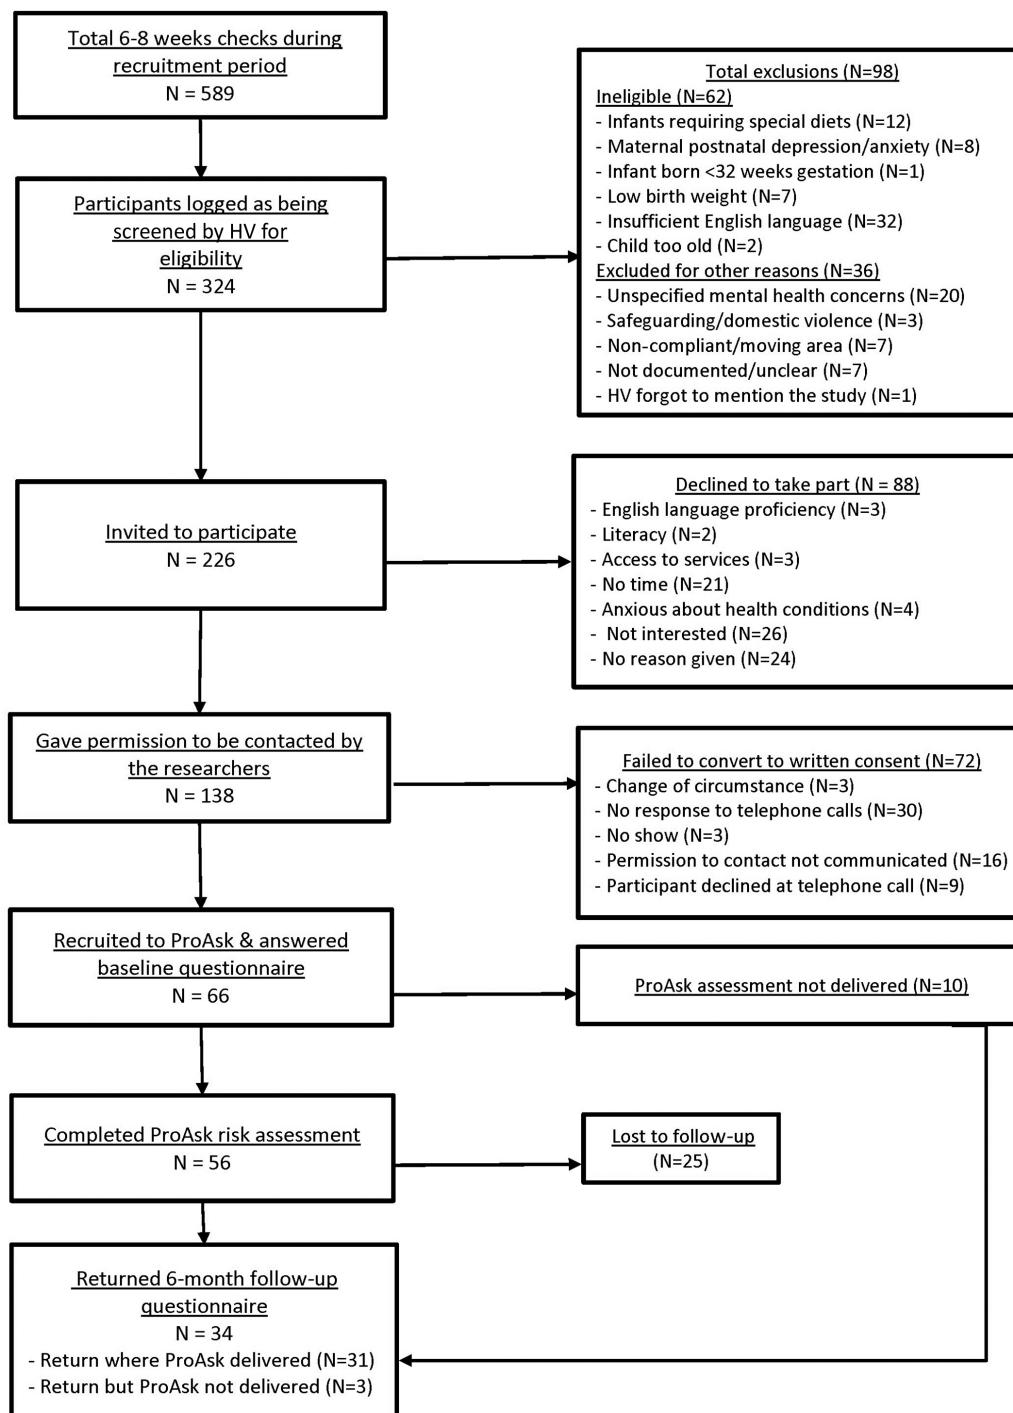 Total 6-8 weeks checks during
recruitment period
N = 589
Total exclusions (N=98)
Ineligible (N=62)
- Infants requiring special diets (N=12)
- Maternal postnatal depression/anxiety (N=8)
- Infant born <32 weeks gestation (N=1)
- Low birth weight (N=7)
- Insufficient English language (N=32)
- Child too old (N=2)
Excluded for other reasons (N=36)
- Unspecified mental health concerns (N=20)
- Safeguarding/domestic violence (N=3)
- Non-compliant/moving area (N=7)
- Not documented/unclear (N=7)
- HV forgot to mention the study (N=1)
Participants logged as being
screened by HV for
eligibility
N = 324
Invited to participate
N = 226
Declined to take part (N = 88)
- English language proficiency (N=3)
- Literacy (N=2)
- Access to services (N=3)
- No time (N=21)
- Anxious about health conditions (N=4)
- Not interested (N=26)
- No reason given (N=24)
Gave permission to be contacted by
the researchers
N = 138
Failed to convert to written consent (N=72)
- Change of circumstance (N=3)
- No response to telephone calls (N=30)
- No show (N=3)
- Permission to contact not communicated (N=16)
- Participant declined at telephone call (N=9)
Recruited to ProAsk & answered
baseline questionnaire
N = 66
ProAsk assessment not delivered (N=10)
Completed ProAsk risk assessment
N = 56
Lost to follow-up
(N=25)
Returned 6-month follow-up
questionnaire
N = 34
- Return where ProAsk delivered (N=31)
- Return but ProAsk not delivered (N=3)